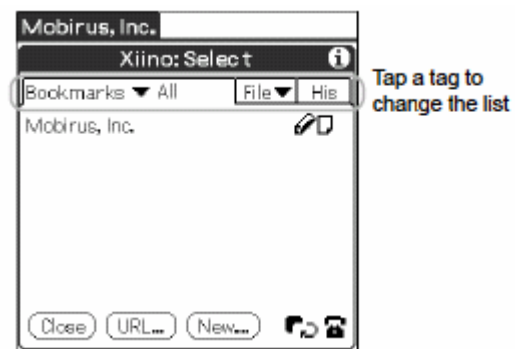 Mobirus, Inc.
Xiino: Select
Bookmarks ▼ All File ▼ His
Tap a tag to
change the list
Mobirus, Inc.
Close URL... New...